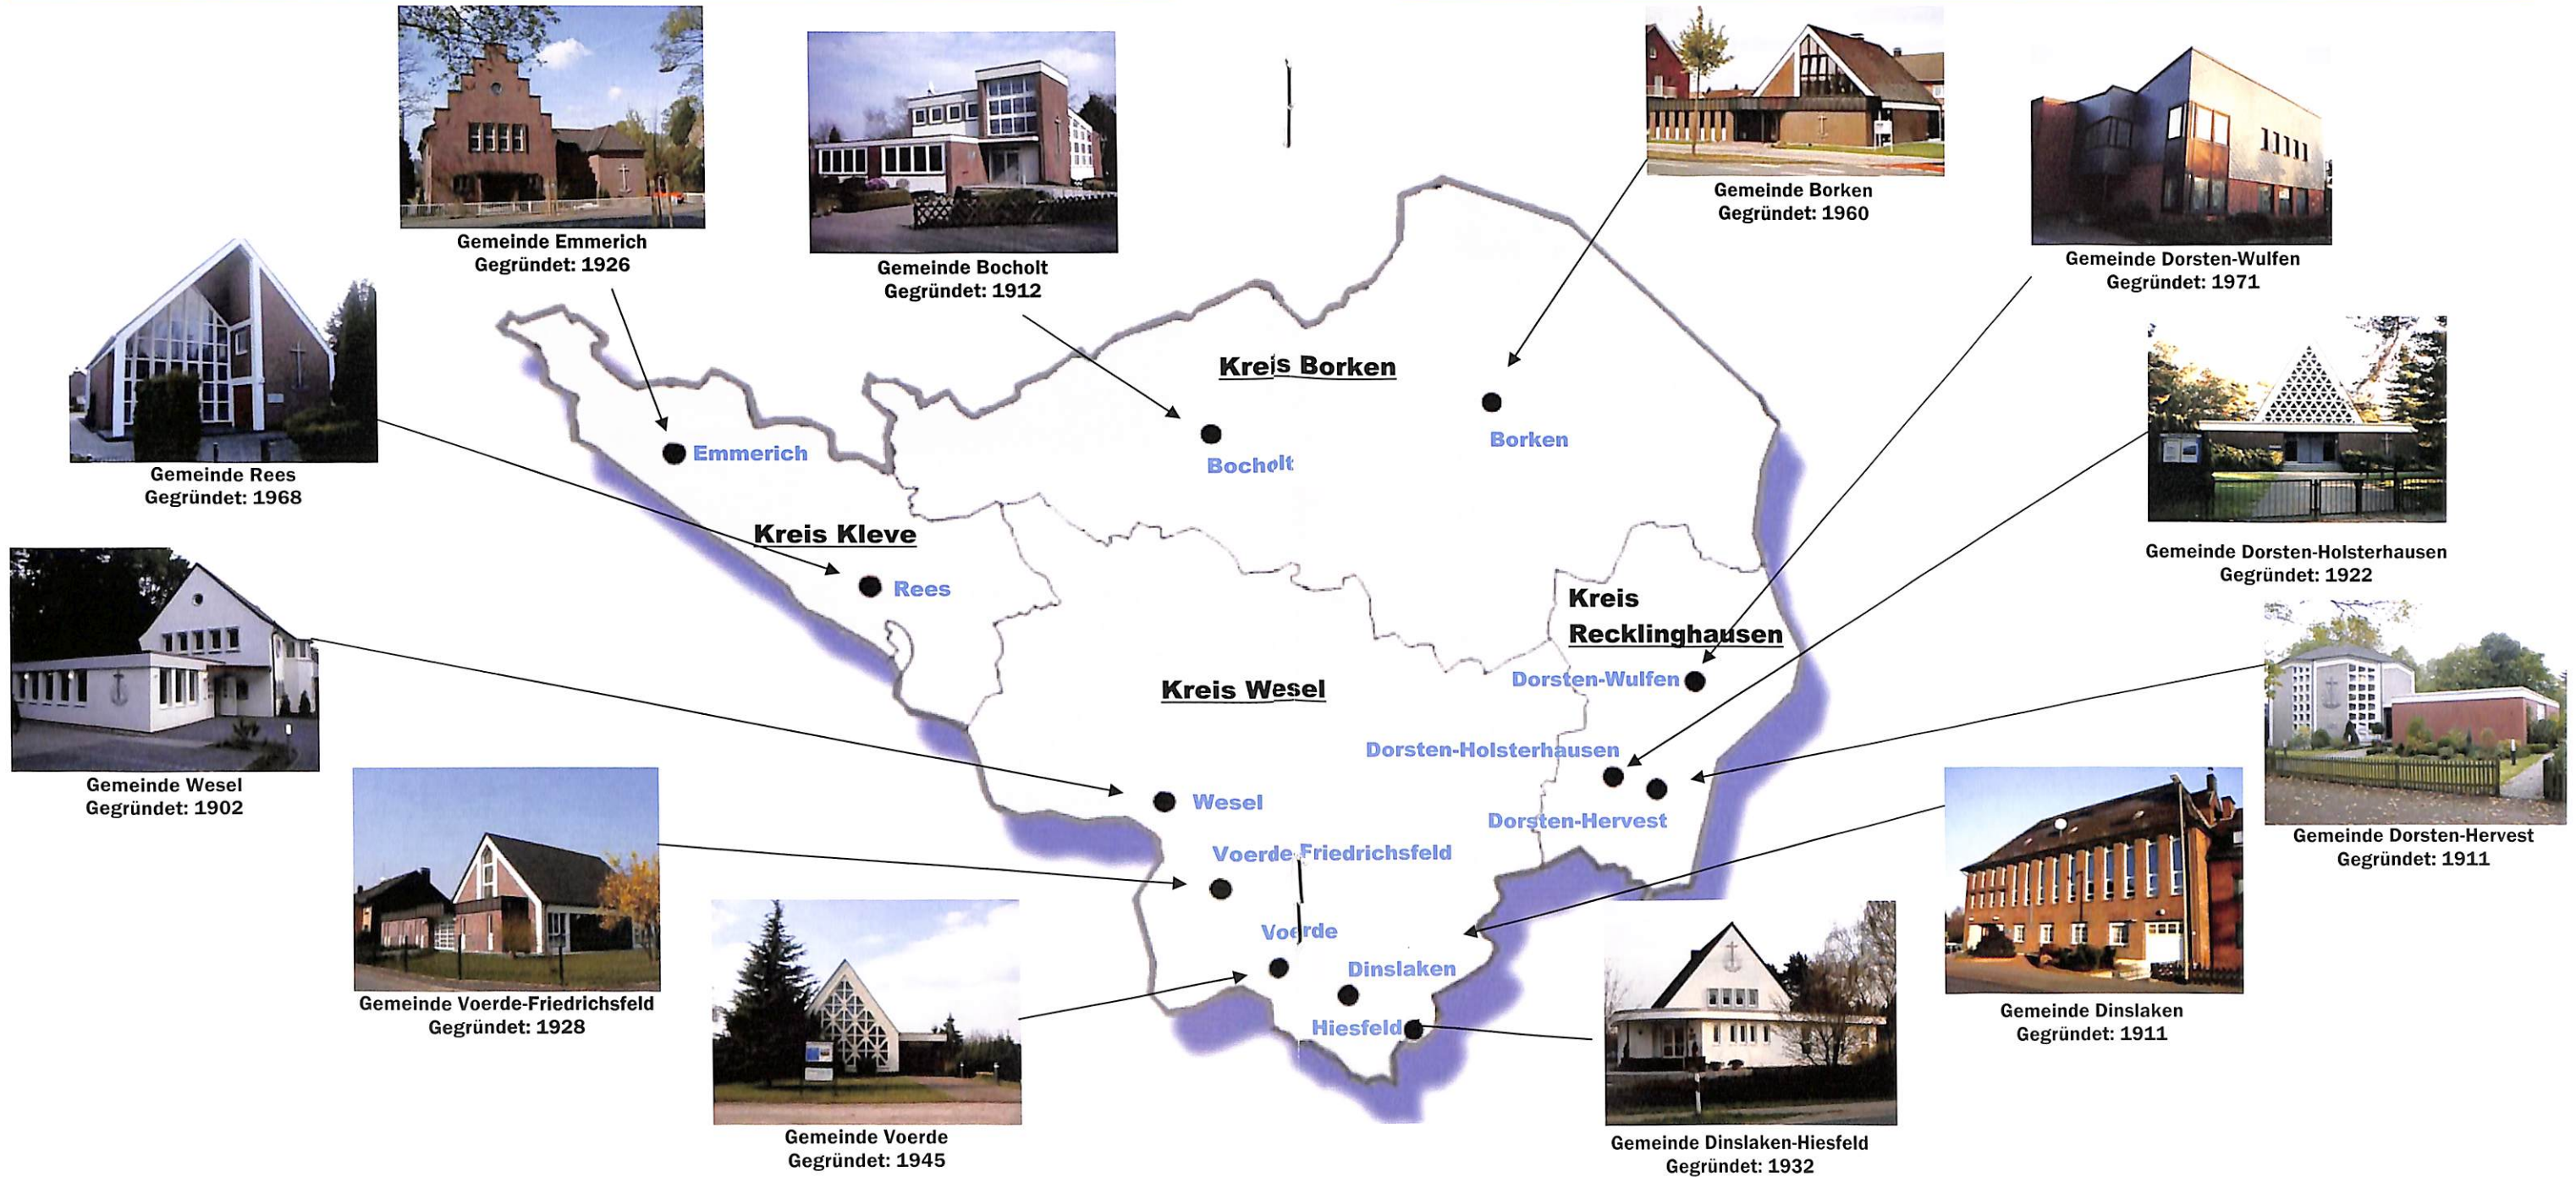 Gemeinde Emmerich
Gegründet: 1926
Gemeinde Bocholt
Gegründet: 1912
Gemeinde Borken
Gegründet: 1960
Gemeinde Dorsten-Wulfen
Gegründet: 1971
Gemeinde Rees
Gegründet: 1968
Gemeinde Dorsten-Holsterhausen
Gegründet: 1922
Gemeinde Wesel
Gegründet: 1902
Gemeinde Dorsten-Hervest
Gegründet: 1911
Gemeinde Voerde-Friedrichsfeld
Gegründet: 1928
Gemeinde Dinslaken
Gegründet: 1911
Gemeinde Voerde
Gegründet: 1945
Gemeinde Dinslaken-Hiesfeld
Gegründet: 1932
Kreis Borken
Borken
Bocholt
Emmerich
Kreis Kleve
Rees
Kreis
Recklinghausen
Dorsten-Wulfen
Kreis Wesel
Dorsten-Holsterhausen
Wesel
Dorsten-Hervest
Voerde-Friedrichsfeld
Voerde
Dinslaken
Hiesfeld